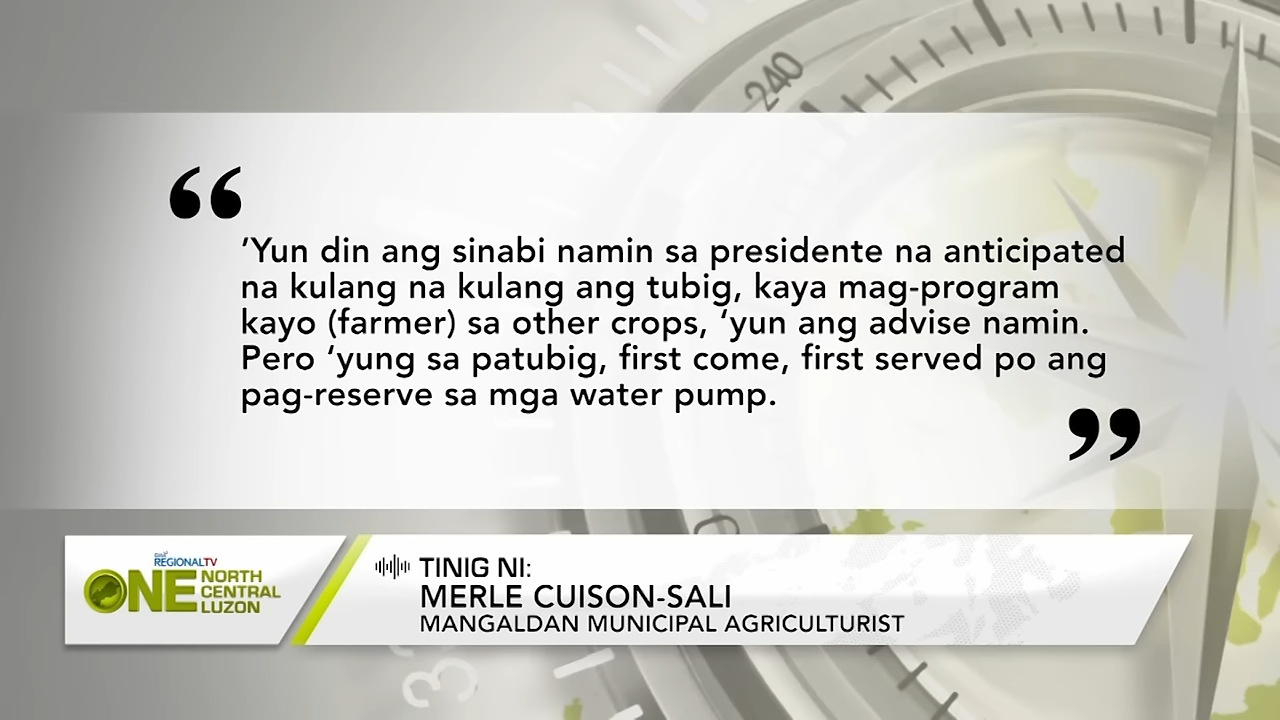 240
“
’Yun din ang sinabi namin sa presidente na anticipated
na kulang na kulang ang tubig, kaya mag-program
kayo (farmer) sa other crops, ‘yun ang advise namin.
Pero ‘yung sa patubig, first come, first served po ang
pag-reserve sa mga water pump.
”
GMA REGIONALTV
ONE NORTH CENTRAL LUZON
TINIG NI:
MERLE CUISON-SALI
MANGALDAN MUNICIPAL AGRICULTURIST